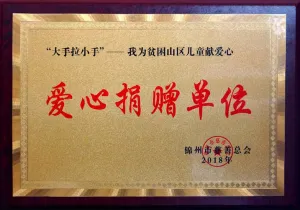 “大手拉小手”——我为贫困山区儿童献爱心
爱心捐赠单位
锦州市慈善总会
2018年